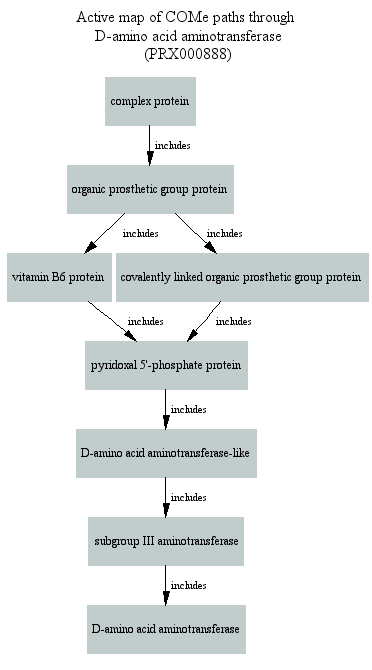 Active map of COMe paths through
D-amino acid aminotransferase
(PRX000888)
complex protein
includes
organic prosthetic group protein
includes includes
vitamin B6 protein covalently linked organic prosthetic group protein
includes includes
pyridoxal 5'-phosphate protein
includes
D-amino acid aminotransferase-like
includes
subgroup III aminotransferase
includes
D-amino acid aminotransferase